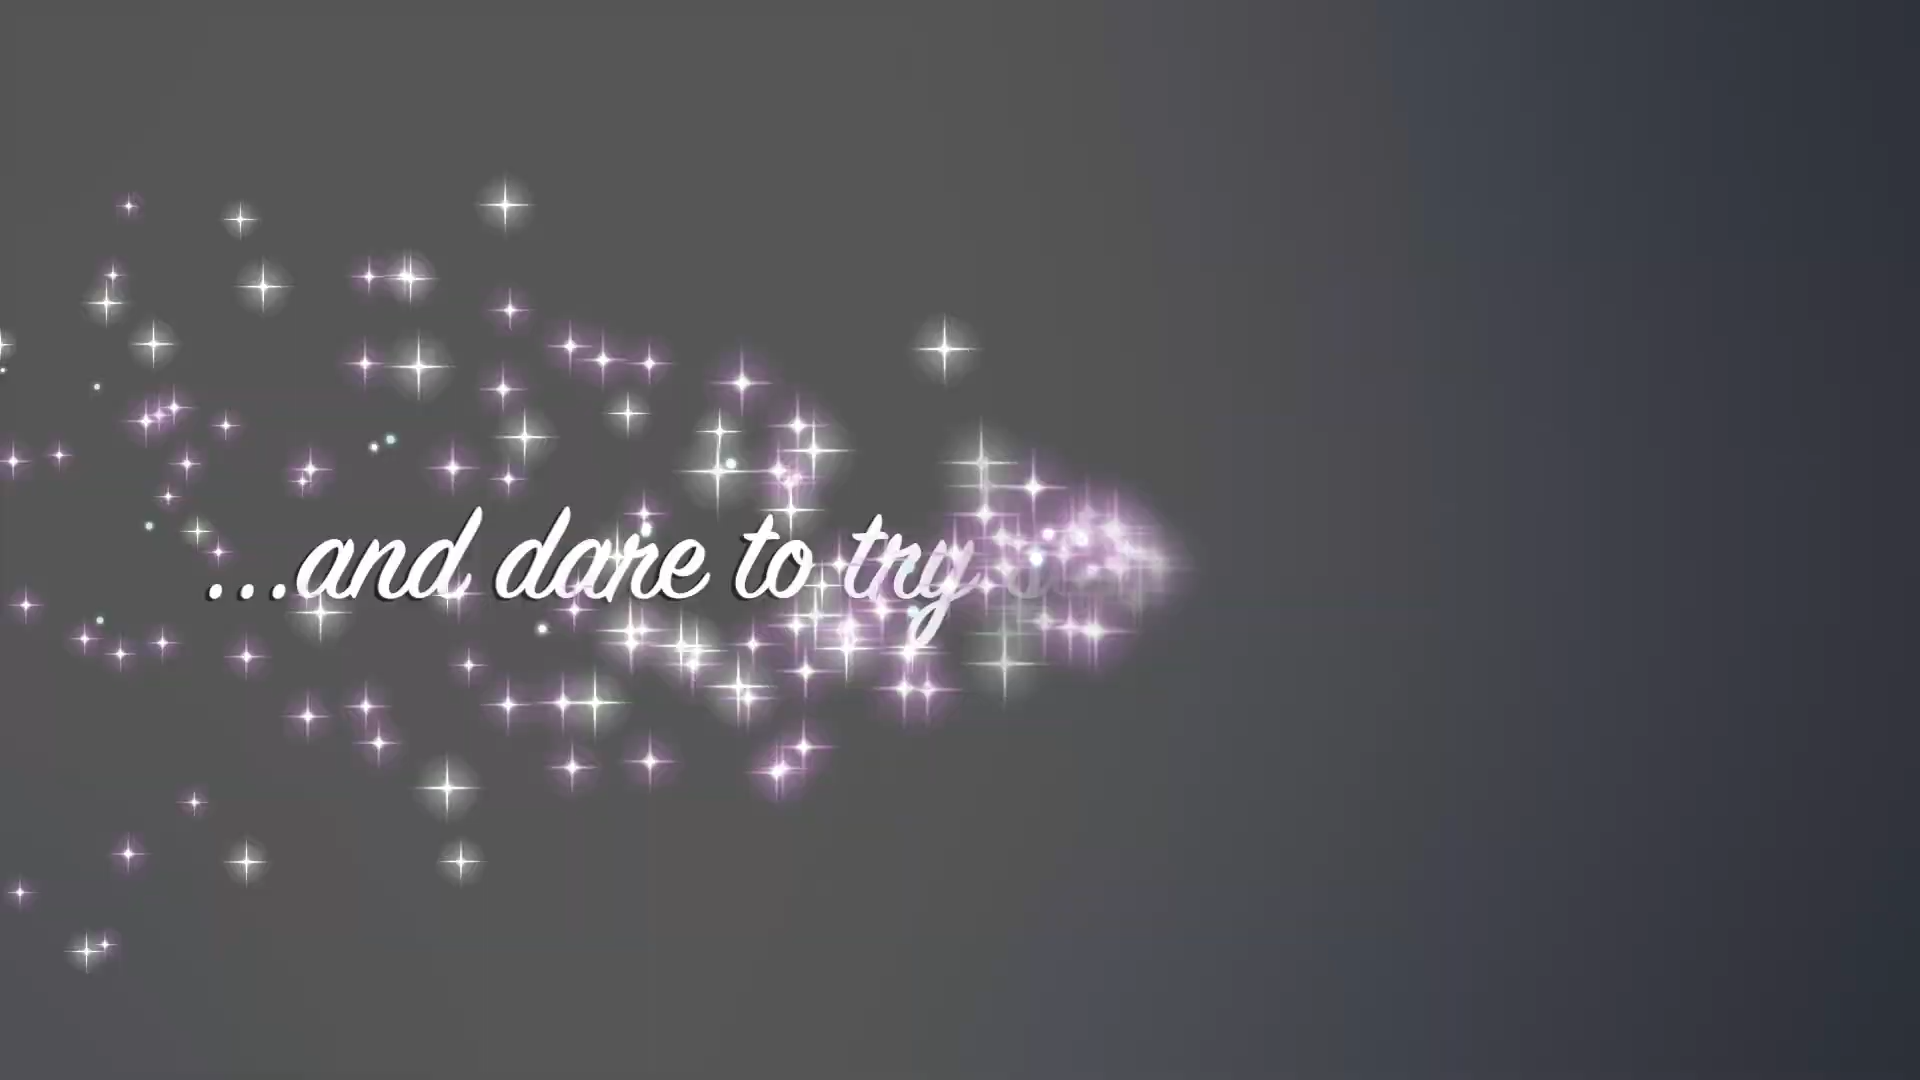 ...and dare to try